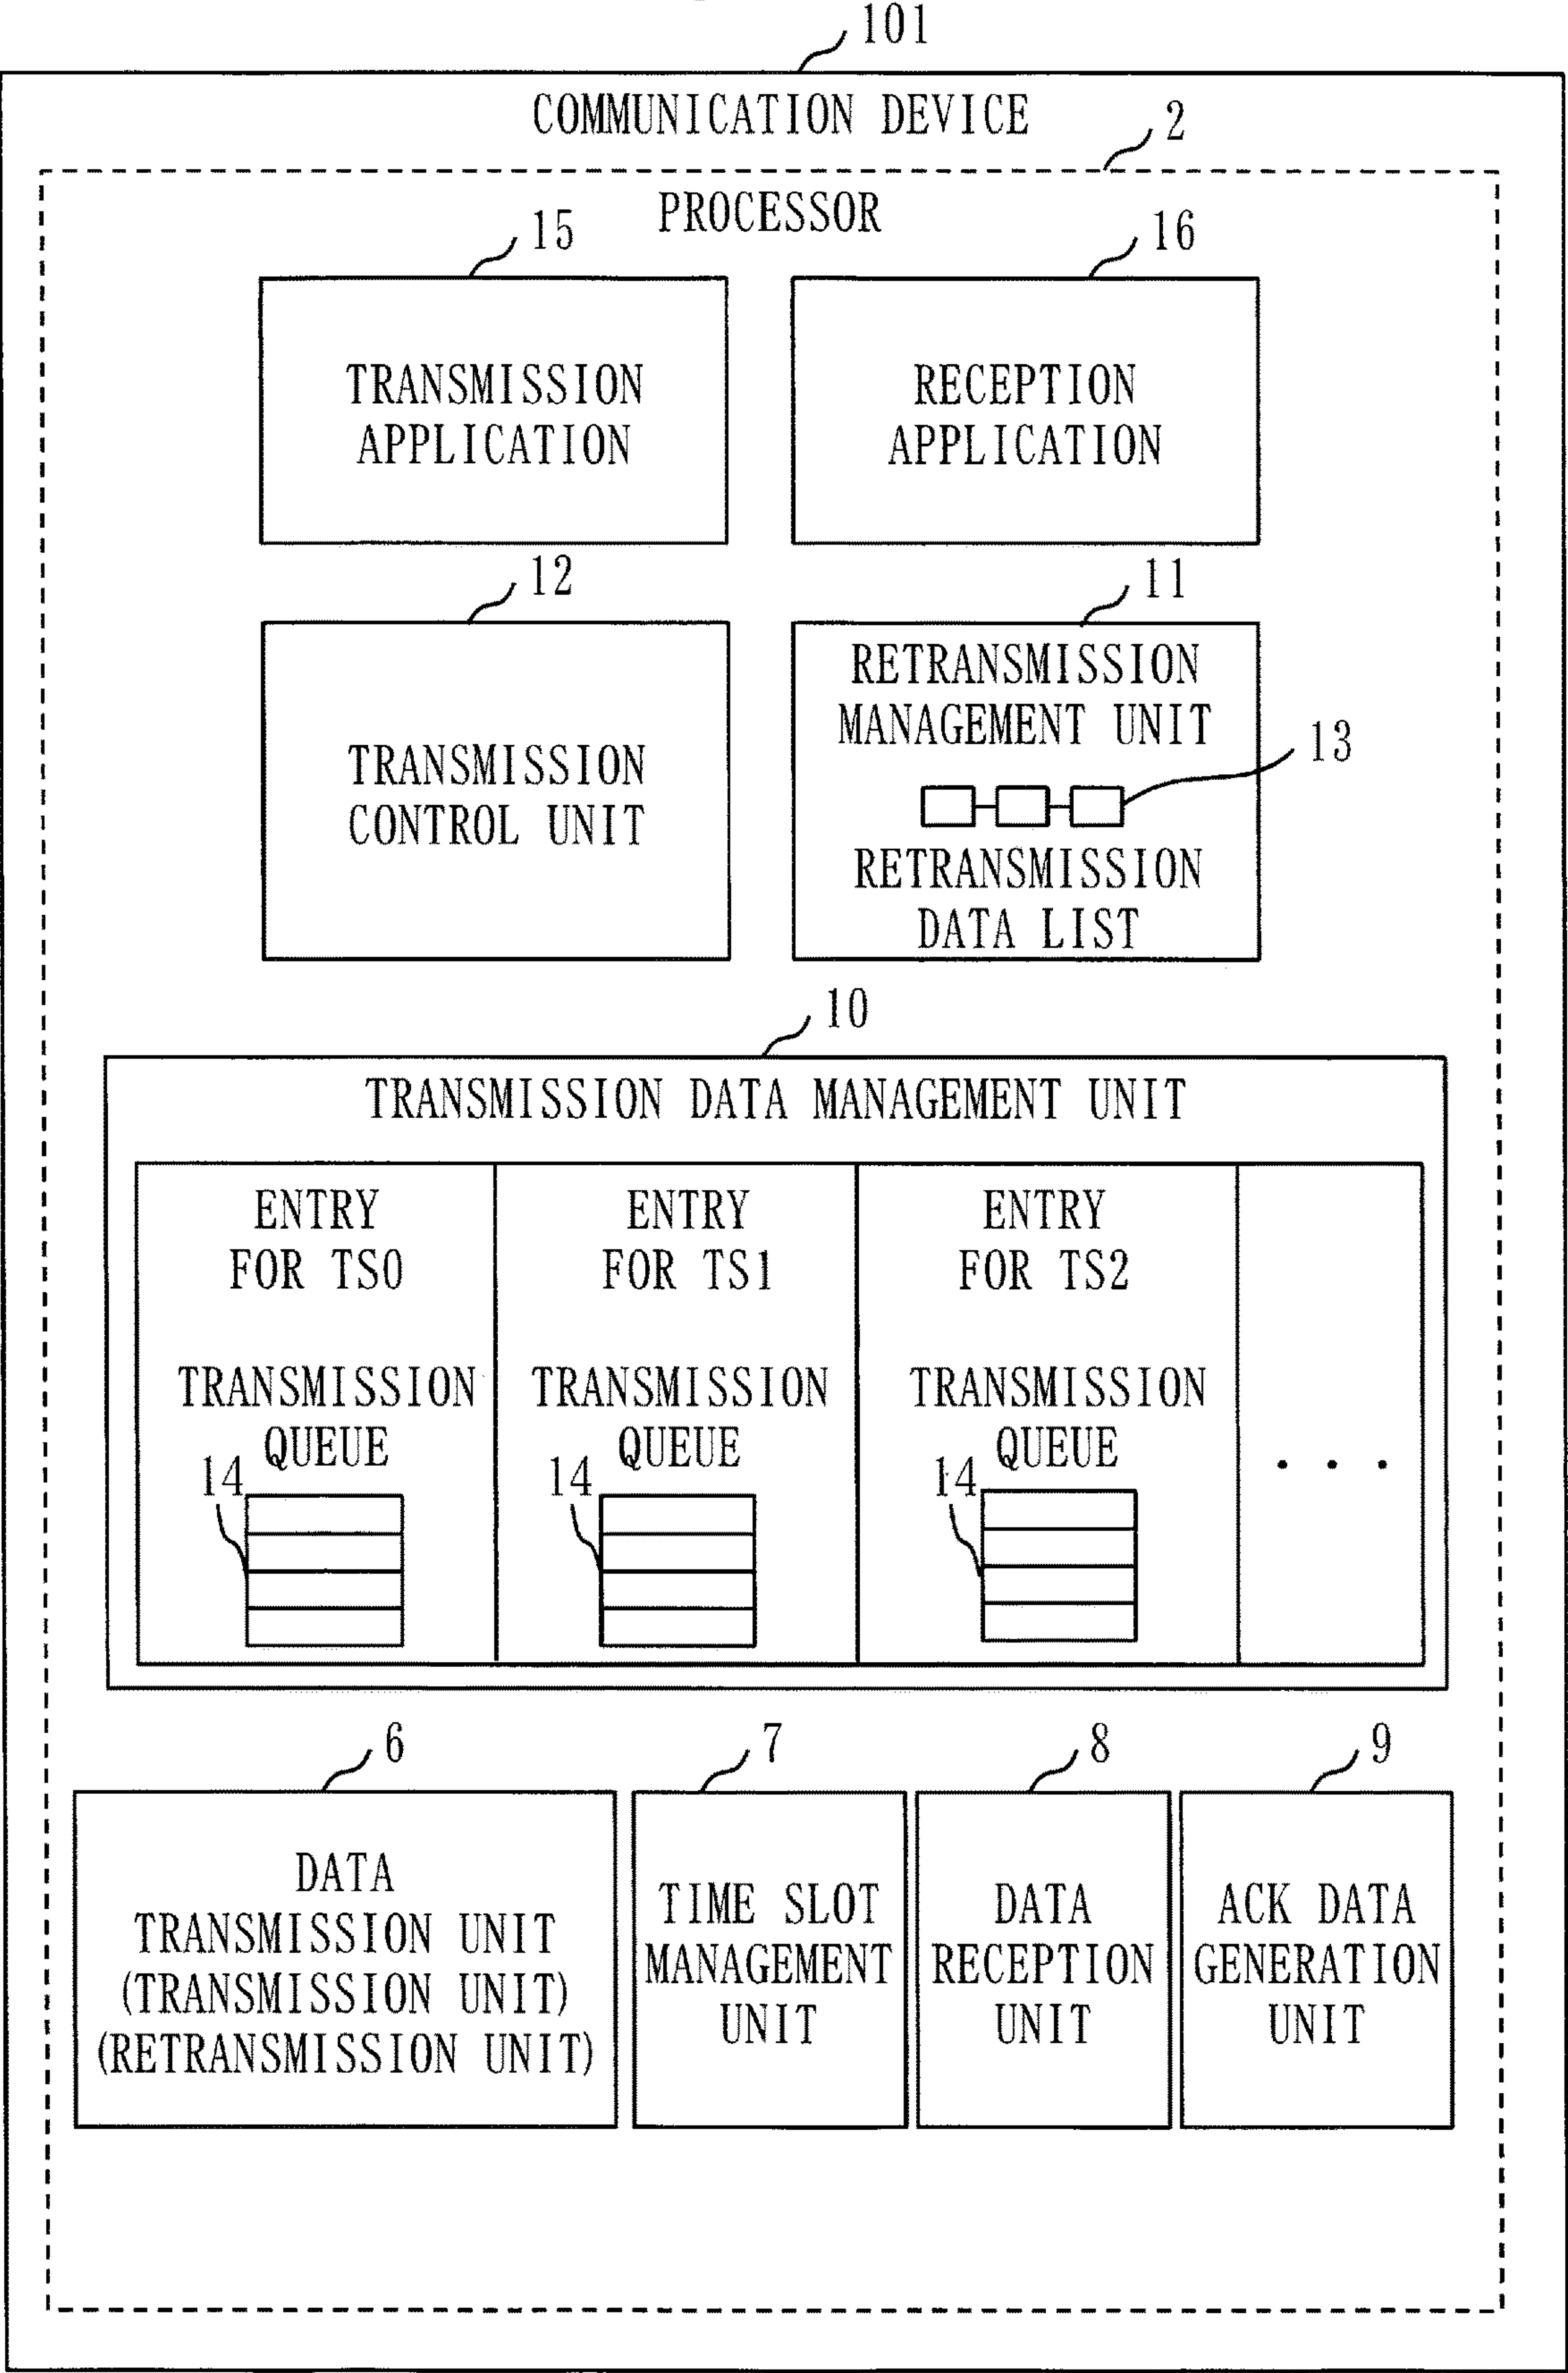 101
COMMUNICATION DEVICE
2
PROCESSOR
15
16
TRANSMISSION
APPLICATION
RECEPTION
APPLICATION
12
11
TRANSMISSION
CONTROL UNIT
RETRANSMISSION
MANAGEMENT UNIT
13
RETRANSMISSION
DATA LIST
10
TRANSMISSION DATA MANAGEMENT UNIT
ENTRY
FOR TS0
TRANSMISSION
QUEUE
14
ENTRY
FOR TS1
TRANSMISSION
QUEUE
14
ENTRY
FOR TS2
TRANSMISSION
QUEUE
14
. . .
6
7
8
9
DATA
TRANSMISSION UNIT
(TRANSMISSION UNIT)
(RETRANSMISSION UNIT)
TIME SLOT
MANAGEMENT
UNIT
DATA
RECEPTION
UNIT
ACK DATA
GENERATION
UNIT